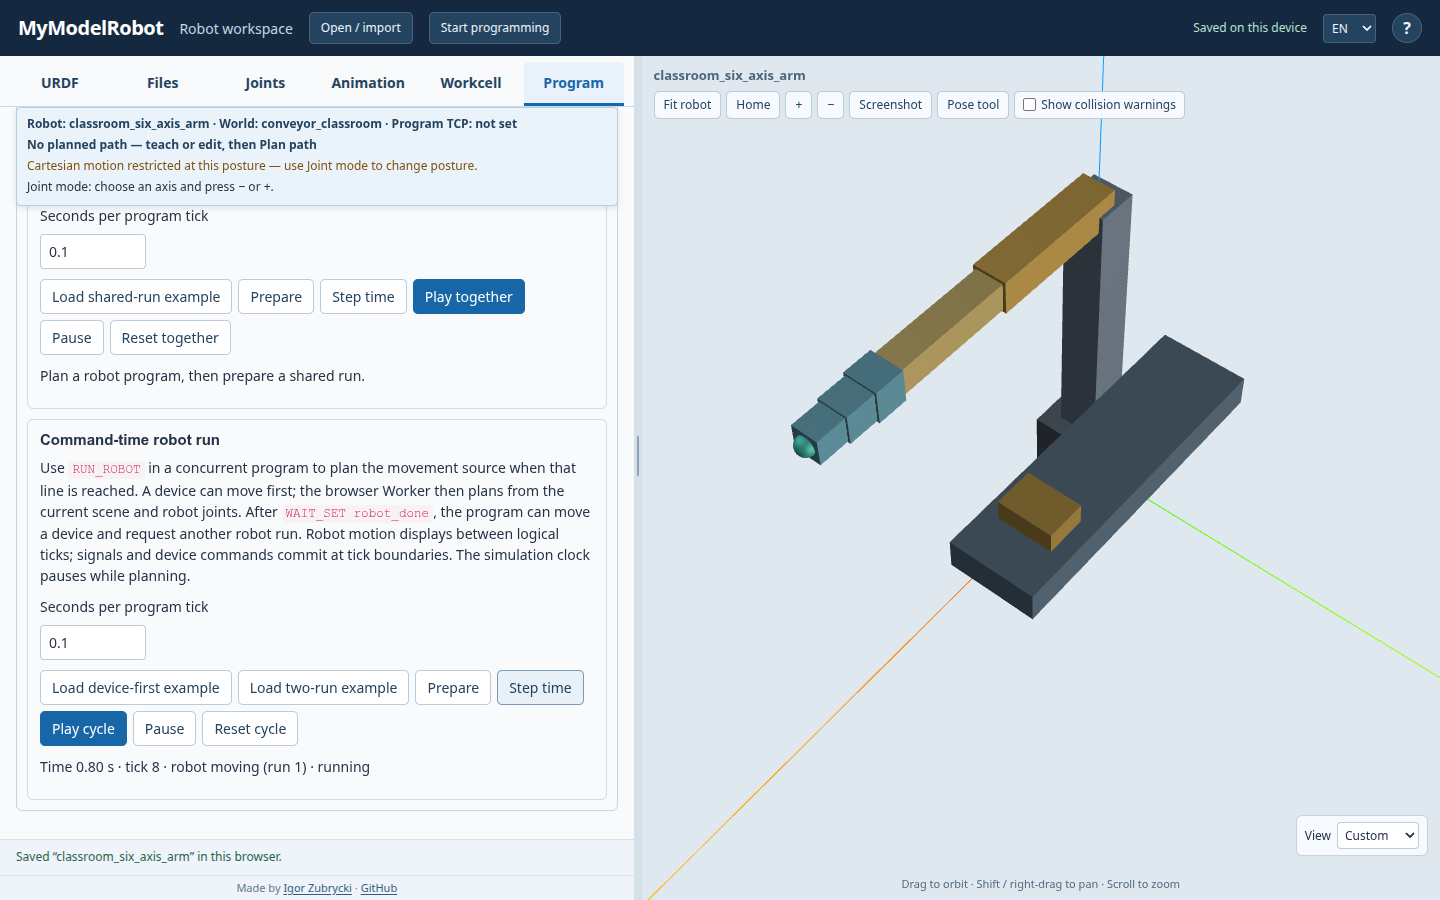 MyModelRobot Robot workspace Open / import Start programming Saved on this device EN ?
URDF Files Joints Animation Workcell Program
Robot: classroom_six_axis_arm · World: conveyor_classroom · Program TCP: not set
No planned path — teach or edit, then Plan path
Cartesian motion restricted at this posture — use Joint mode to change posture.
Joint mode: choose an axis and press − or +.
Seconds per program tick
0.1
Load shared-run example Prepare Step time Play together
Pause Reset together
Plan a robot program, then prepare a shared run.
Command-time robot run
Use RUN_ROBOT in a concurrent program to plan the movement source when that
line is reached. A device can move first; the browser Worker then plans from the
current scene and robot joints. After WAIT_SET robot_done, the program can move
a device and request another robot run. Robot motion displays between logical
ticks; signals and device commands commit at tick boundaries. The simulation clock
pauses while planning.
Seconds per program tick
0.1
Load device-first example Load two-run example Prepare Step time
Play cycle Pause Reset cycle
Time 0.80 s · tick 8 · robot moving (run 1) · running
Saved “classroom_six_axis_arm” in this browser.
Made by Igor Zubrycki · GitHub
classroom_six_axis_arm
Fit robot Home + − Screenshot Pose tool Show collision warnings
View Custom
Drag to orbit · Shift / right-drag to pan · Scroll to zoom